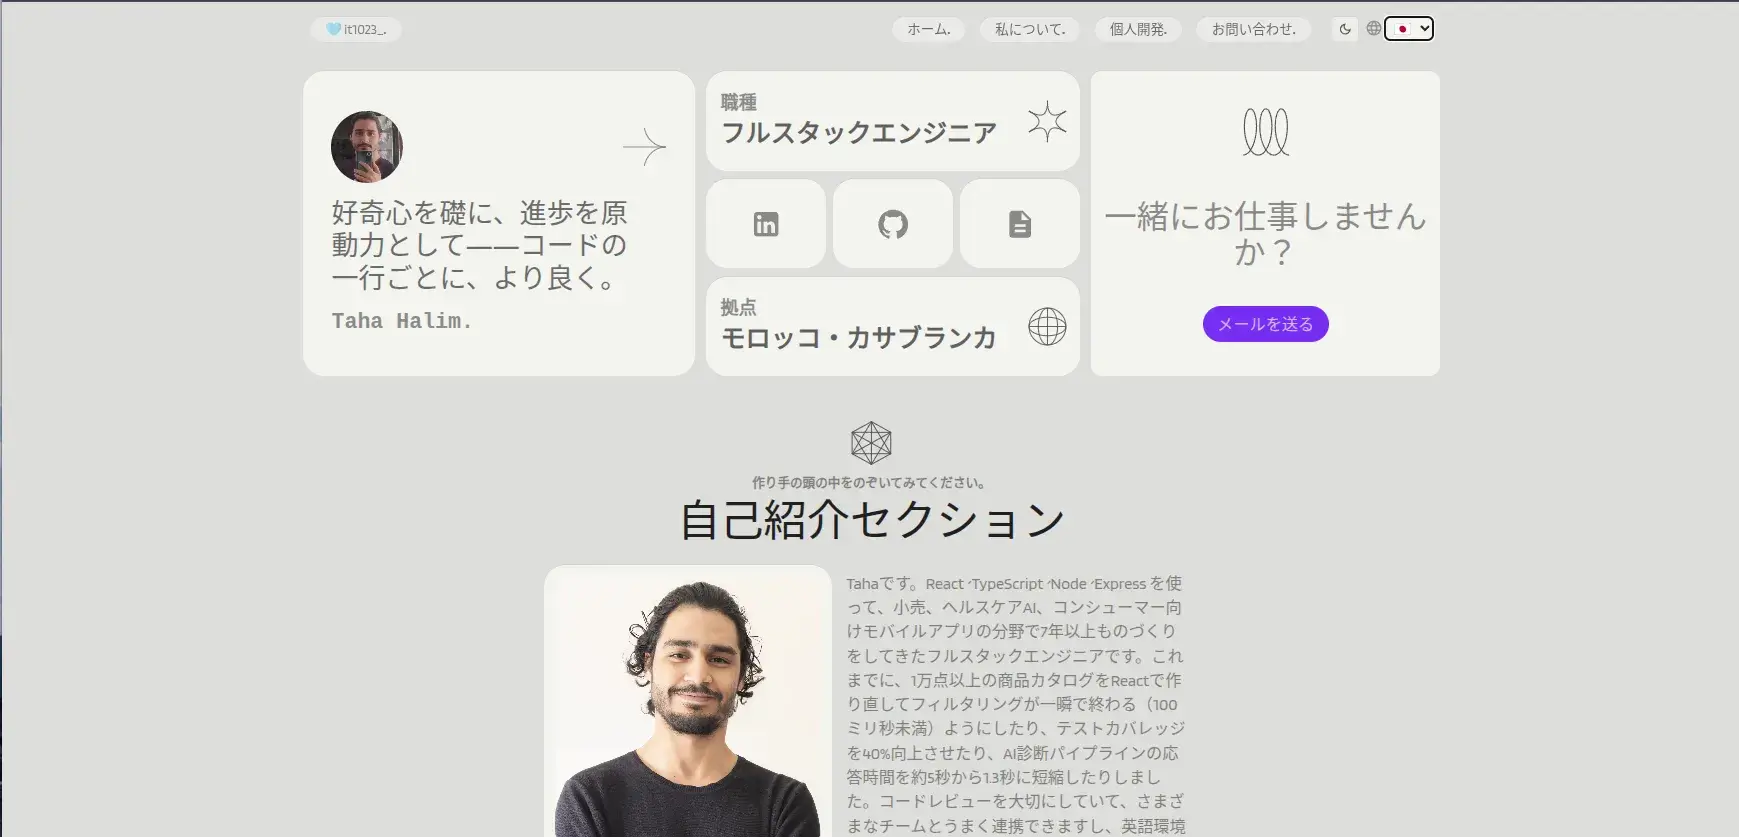 🩵 lt1023_.
ホーム.
私について.
個人開発.
お問い合わせ.
好奇心を礎に、進歩を原
動力として——コードの
一行ごとに、より良く。
Taha Halim.
職種
フルスタックエンジニア
拠点
モロッコ・カサブランカ
一緒にお仕事しません
か？
メールを送る
作り手の頭の中をのぞいてみてください。
自己紹介セクション
Tahaです。React・TypeScript・Node・Express を使
って、小売、ヘルスケアAI、コンシューマー向
けモバイルアプリの分野で7年以上ものづくり
をしてきたフルスタックエンジニアです。これ
までに、1万点以上の商品カタログをReactで作
り直してフィルタリングが一瞬で終わる（100
ミリ秒未満）ようにしたり、テストカバレッジ
を40%向上させたり、AI診断パイプラインの応
答時間を約5秒から1.3秒に短縮したりしまし
た。コードレビューを大切にしていて、さまざ
まなチームとうまく連携できますし、英語環境